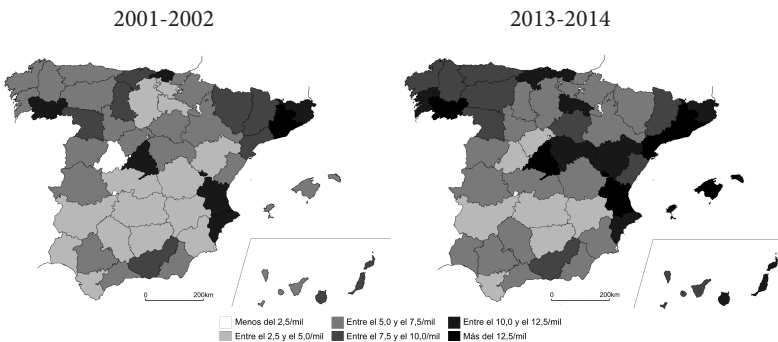 2001-2002
2013-2014
0 200km
0 200km
Menos del 2,5/mil
Entre el 5,0 y el 7,5/mil
Entre el 10,0 y el 12,5/mil
Entre el 2,5 y el 5,0/mil
Entre el 7,5 y el 10,0/mil
Más del 12,5/mil